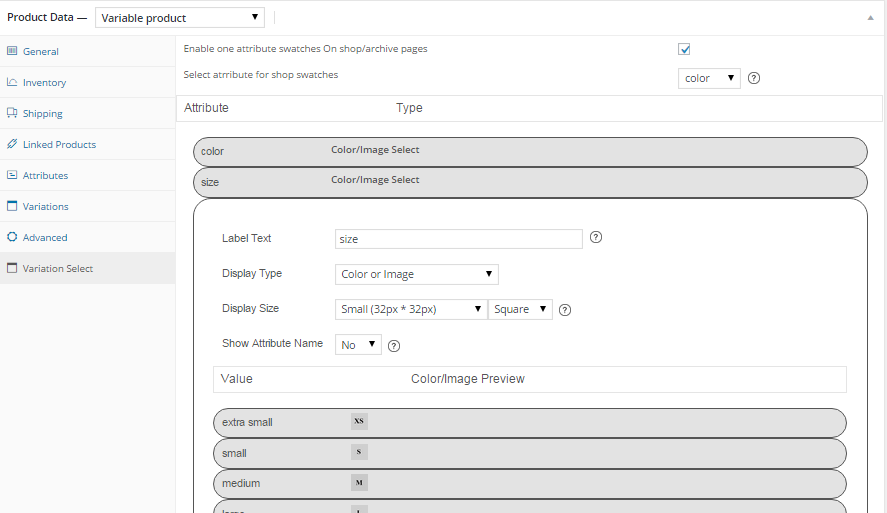 Product Data — Variable product
General
Inventory
Shipping
Linked Products
Attributes
Variations
Advanced
Variation Select
Enable one attribute swatches On shop/archive pages
Select atrribute for shop swatches color ?
Attribute Type
color Color/Image Select
size Color/Image Select
Label Text size ?
Display Type Color or Image
Display Size Small (32px * 32px) Square ?
Show Attribute Name No ?
Value Color/Image Preview
extra small XS
small S
medium M